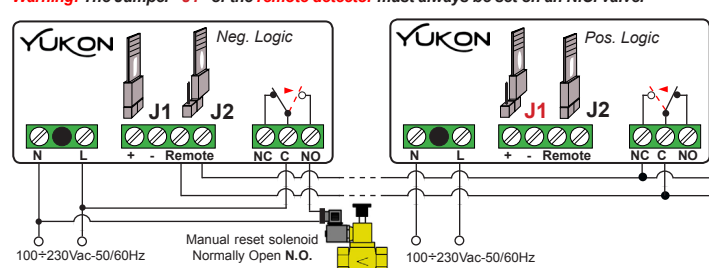 Warning! The Jumper "J1" of the remote detector must always be set on an N.O. valve
YUKON Neg. Logic
J1 J2
N L + - Remote NC C NO
100÷230Vac-50/60Hz
Manual reset solenoid
Normally Open N.O.
YUKON Pos. Logic
J1 J2
N L + - Remote NC C NO
100÷230Vac-50/60Hz